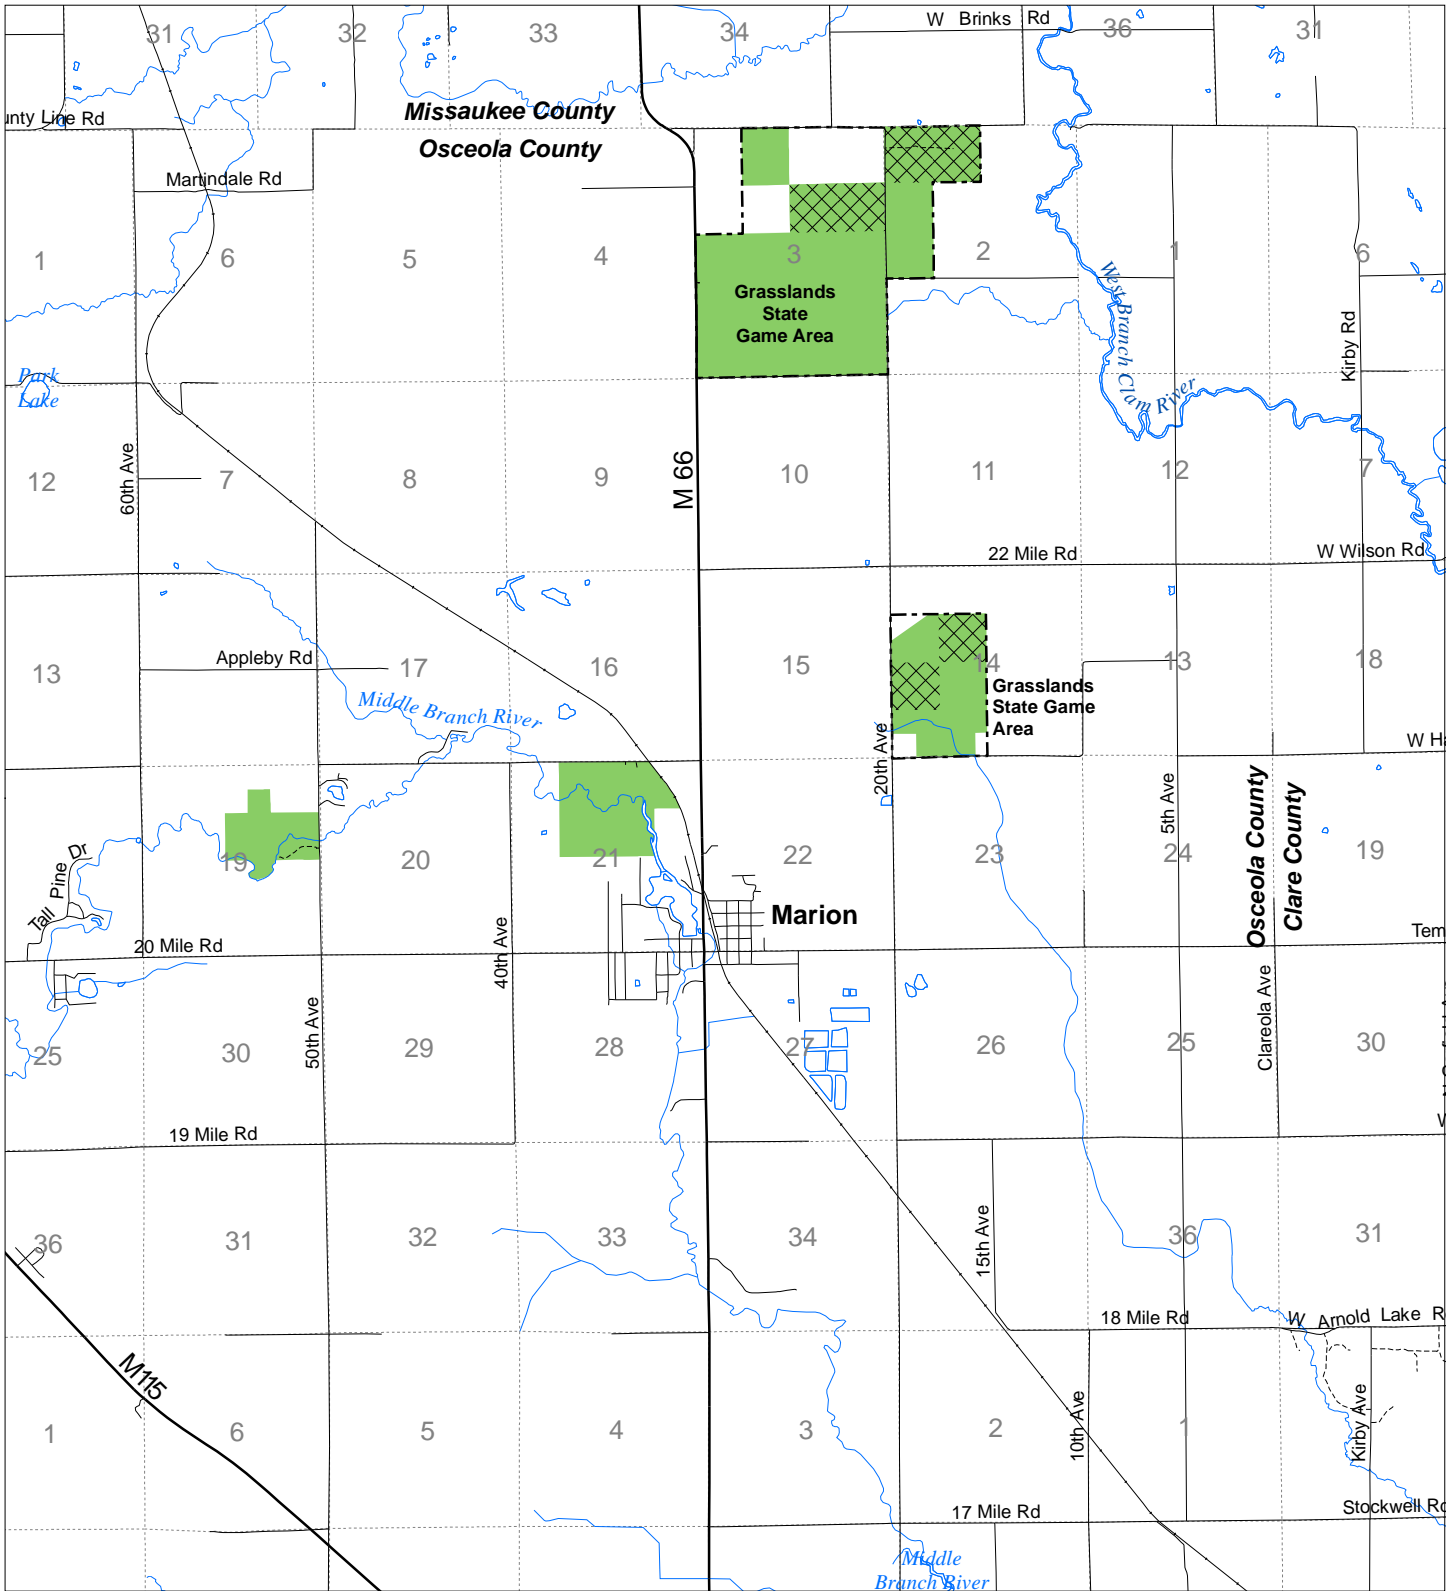 W Brinks Rd
31
32
33
34
36
31
unty Line Rd
Missaukee County
Osceola County
Martindale Rd
1
6
5
4
3
2
1
6
Grasslands
State
Game Area
West Branch Clam River
Kirby Rd
Park
Lake
60th Ave
M 66
12
7
8
9
10
11
12
7
22 Mile Rd
W Wilson Rd
Appleby Rd
13
17
16
15
14
13
18
Grasslands
State Game
Area
Middle Branch River
20th Ave
W Ha
5th Ave
Osceola County
Clare County
Tall Pine Dr
19
20
21
22
23
24
19
Marion
20 Mile Rd
40th Ave
Tem
50th Ave
Clareola Ave
25
30
29
28
27
26
25
30
19 Mile Rd
W
36
31
32
33
34
15th Ave
36
31
18 Mile Rd
W Arnold Lake R
M115
1
6
5
4
3
2
10th Ave
1
Kirby Ave
17 Mile Rd
Stockwell Rd
Middle
Branch River